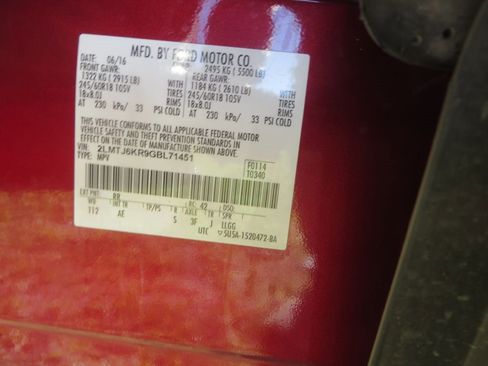 MFD. BY FORD MOTOR CO.
DATE: 06/16 GVWR: 2495 KG ( 5500 LB)
FRONT GAWR: REAR GAWR:
1322 KG ( 2915 LB) WITH 1184 KG ( 2610 LB) WITH
245/60R18 105V TIRES 245/60R18 105V TIRES
18x8.0J RIMS 18x8.0J RIMS
AT 230 kPa/ 33 PSI COLD AT 230 kPa/ 33 PSI COLD
THIS VEHICLE CONFORMS TO ALL APPLICABLE FEDERAL MOTOR
VEHICLE SAFETY AND THEFT PREVENTION STANDARDS IN
EFFECT ON THE DATE OF MANUFACTURE SHOWN ABOVE.
VIN: 2LMTJ6KR9GBL71451 F0114
TYPE: MPV T0340
EXT PNT: RR RC: 42 DSO:
WB INT TR TP/PS R AXLE TR SPR
112 AE S 3F J LLGG
UTC 5U5A-1520472-BA